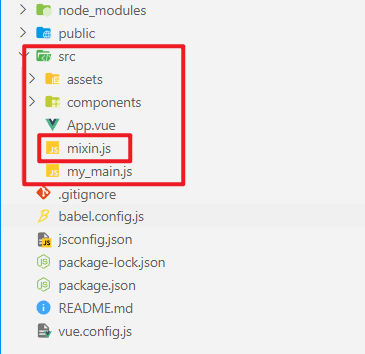 node_modules
public
src
assets
components
App.vue
mixin.js
my_main.js
.gitignore
babel.config.js
jsconfig.json
package-lock.json
package.json
README.md
vue.config.js